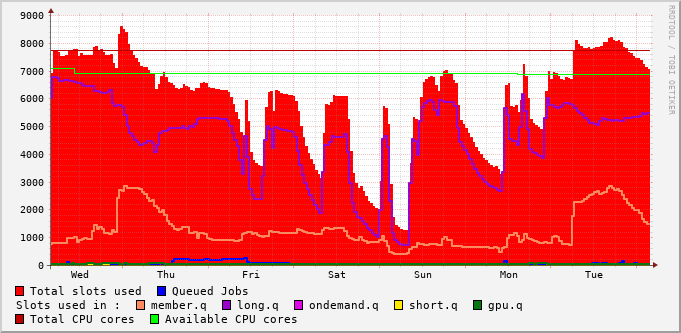 9000
8000
7000
6000
5000
4000
3000
2000
1000
0
Wed Thu Fri Sat Sun Mon Tue
RRDTOOL / TOBI OETIKER
Total slots used Queued Jobs
Slots used in : member.q long.q ondemand.q short.q gpu.q
Total CPU cores Available CPU cores